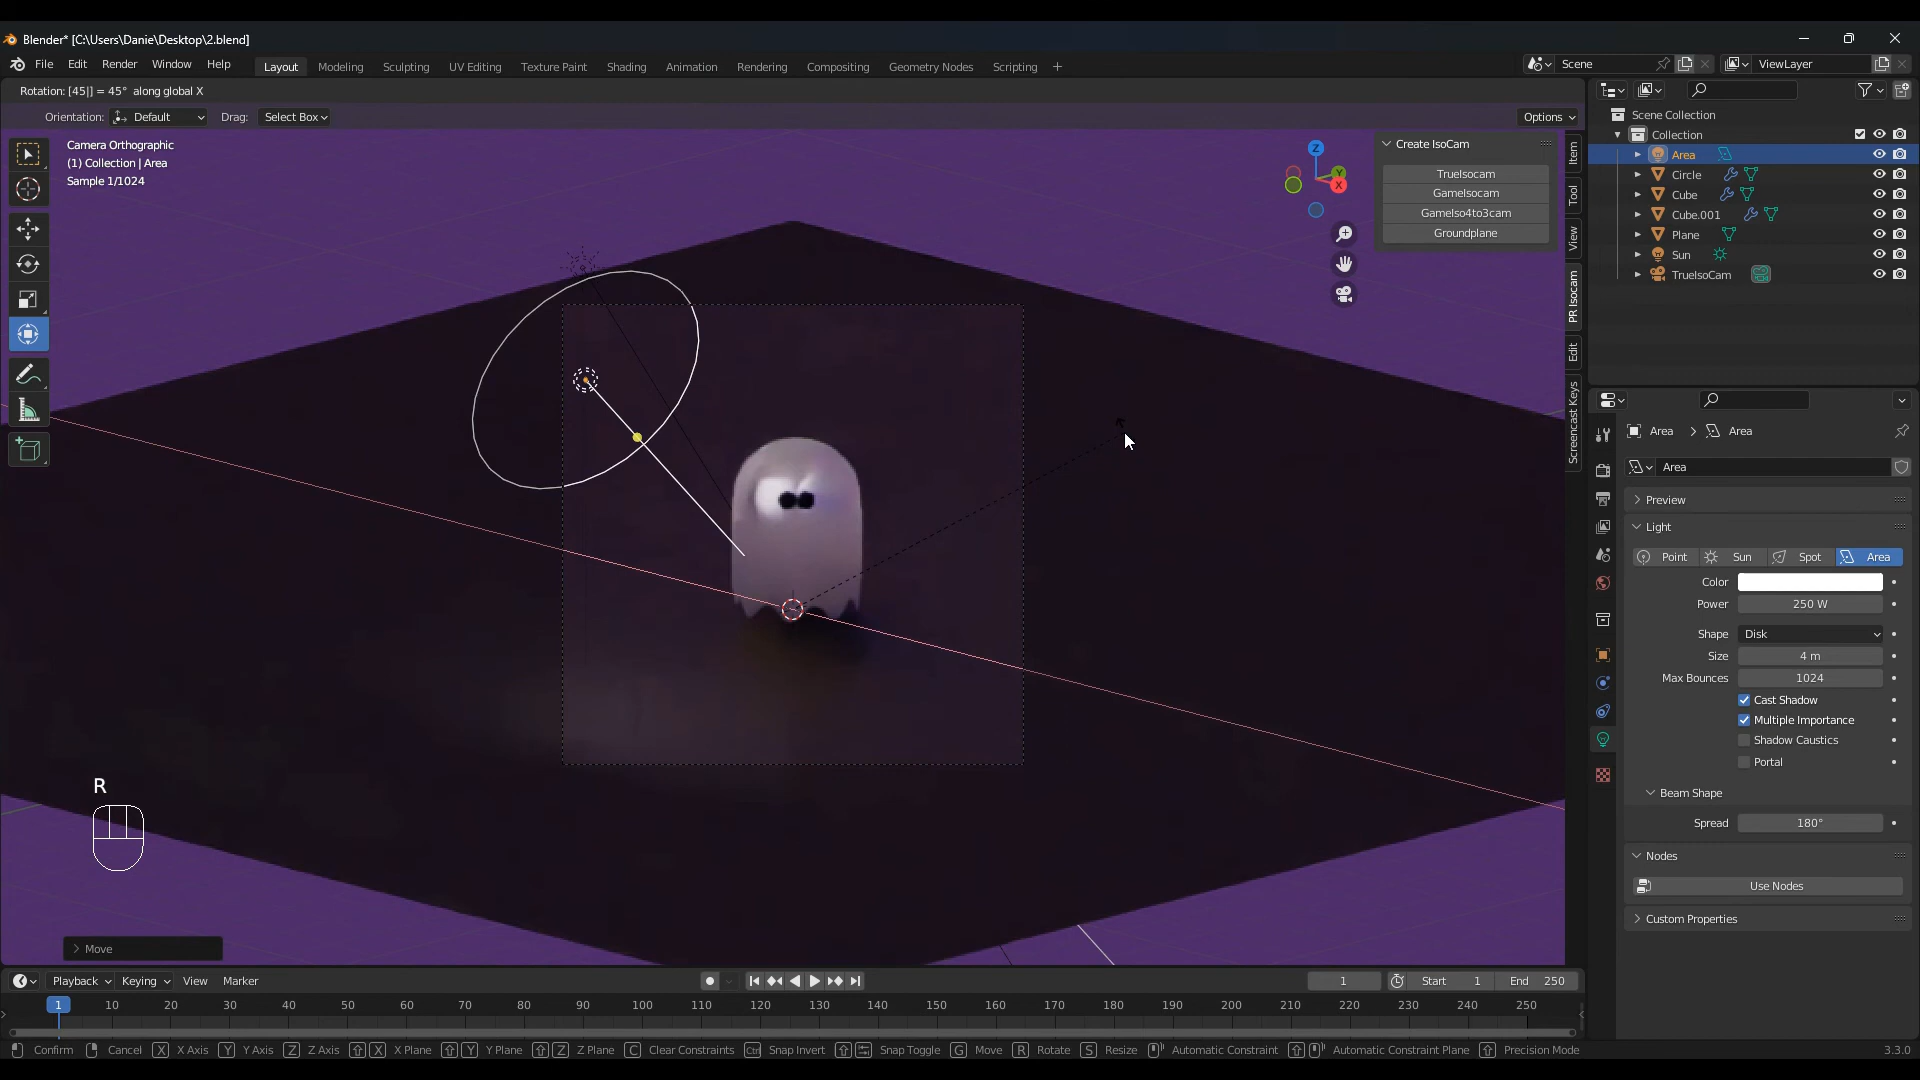 Blender* [C:\Users\Danie\Desktop\2.blend]
File Edit Render Window Help Layout Modeling Sculpting UV Editing Texture Paint Shading Animation Rendering Compositing Geometry Nodes Scripting + Scene ViewLayer
Rotation: [45|] = 45° along global X
Orientation: Default Drag: Select Box Options
Camera Orthographic
(1) Collection | Area
Sample 1/1024
Z
Y
X
Create IsoCam
TrueIsocam
GameIsocam
GameIso4to3cam
Groundplane
Item
Tool
View
PR Isocam
Edit
Screencast Keys
Scene Collection
Collection
Area
Circle
Cube
Cube.001
Plane
Sun
TrueIsoCam
Area > Area
Area
Preview
Light
Point Sun Spot Area
Color
Power 250 W
Shape Disk
Size 4 m
Max Bounces 1024
Cast Shadow
Multiple Importance
Shadow Caustics
Portal
Beam Shape
Spread 180°
Nodes
Use Nodes
Custom Properties
R
> Move
Playback Keying View Marker 1 Start 1 End 250
1 10 20 30 40 50 60 70 80 90 100 110 120 130 140 150 160 170 180 190 200 210 220 230 240 250
Confirm Cancel X X Axis Y Y Axis Z Z Axis X X Plane Y Y Plane Z Z Plane C Clear Constraints Ctrl Snap Invert Snap Toggle G Move R Rotate S Resize Automatic Constraint Automatic Constraint Plane Precision Mode 3.3.0